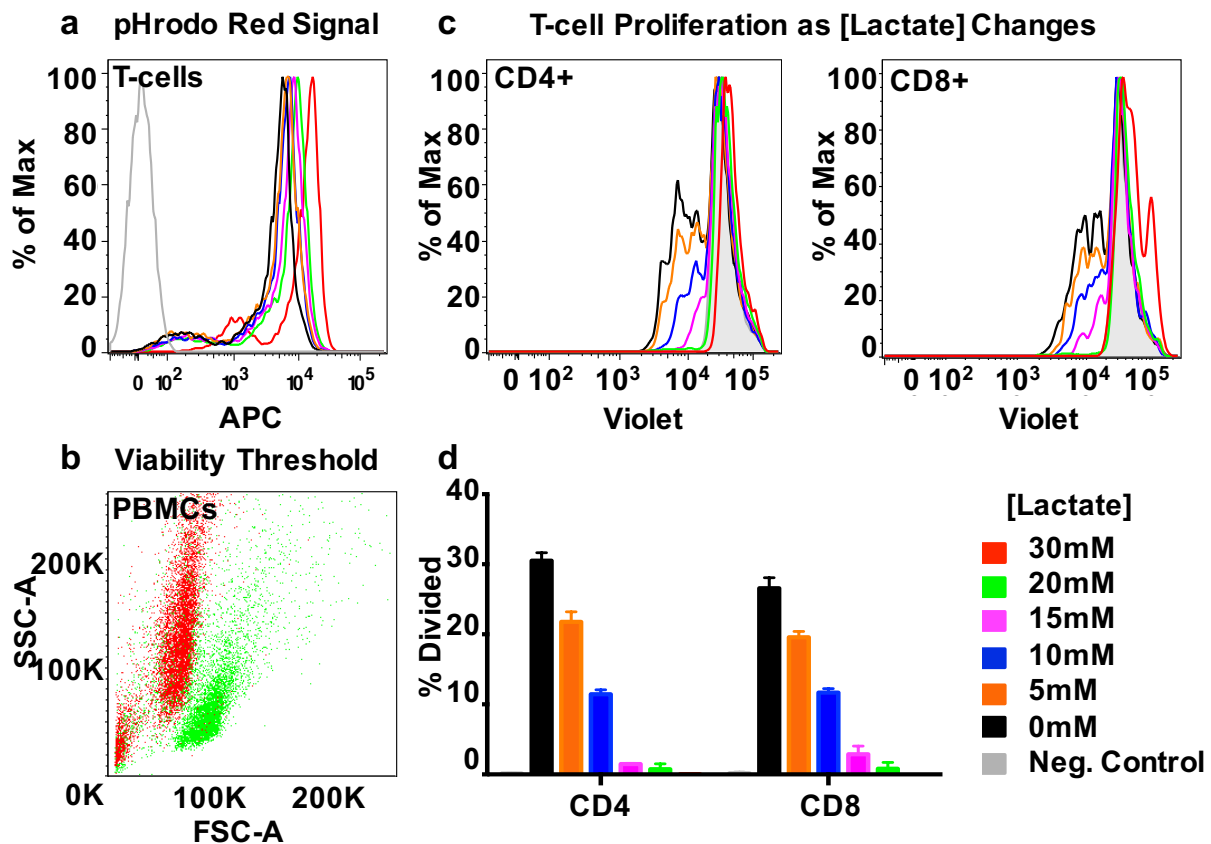 a pHrodo Red Signal
T-cells
100
80
60
40
20
0
% of Max
0 10² 10³ 10⁴ 10⁵
APC
c T-cell Proliferation as [Lactate] Changes
CD4+
100
80
60
40
20
0
% of Max
0 10² 10³ 10⁴ 10⁵
Violet
CD8+
100
80
60
40
20
0
% of Max
0 10² 10³ 10⁴ 10⁵
Violet
b Viability Threshold
PBMCs
200K
100K
SSC-A
0K 100K 200K
FSC-A
d
40
30
20
10
0
% Divided
CD4 CD8
[Lactate]
30mM
20mM
15mM
10mM
5mM
0mM
Neg. Control